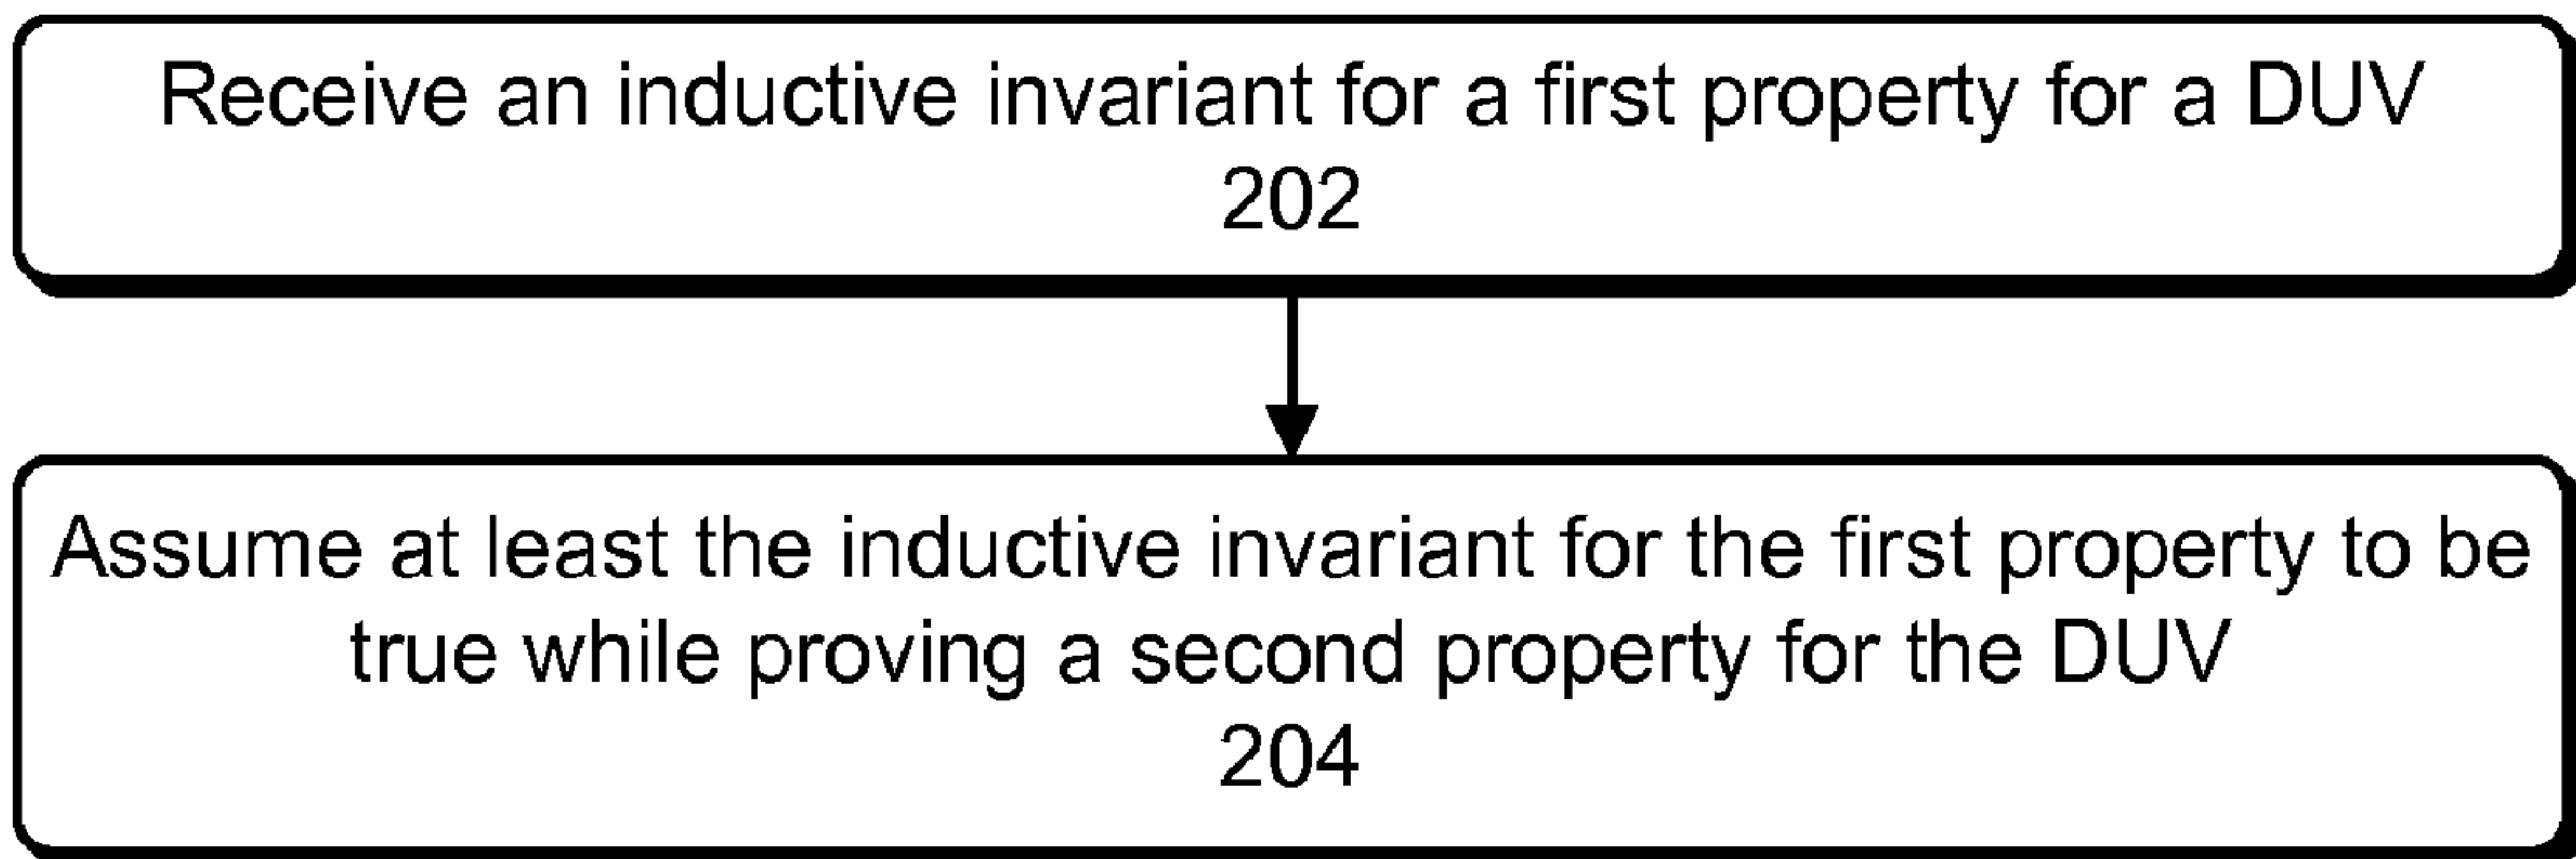 Receive an inductive invariant for a first property for a DUV
202
Assume at least the inductive invariant for the first property to be
true while proving a second property for the DUV
204